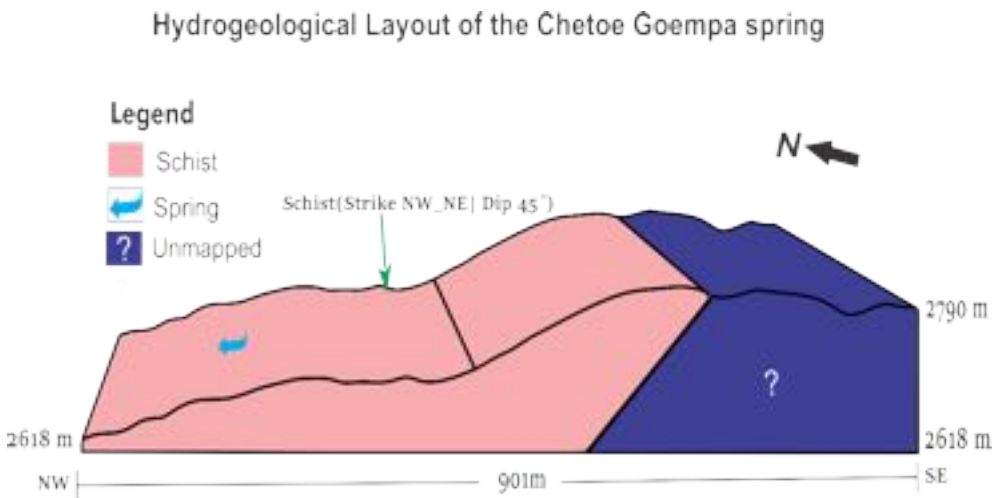 Hydrogeological Layout of the Chetoe Goempa spring
Legend
Schist
Spring
? Unmapped
N
Schist(Strike NW_NE| Dip 45°)
2790 m
?
2618 m
2618 m
NW
901m
SE